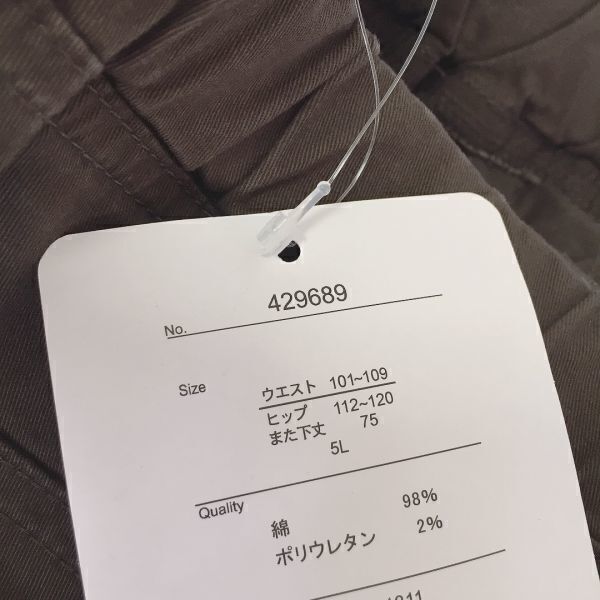 No. 429689
Size ウエスト 101~109
ヒップ 112~120
また下丈 75
5L
Quality
綿 98%
ポリウレタン 2%